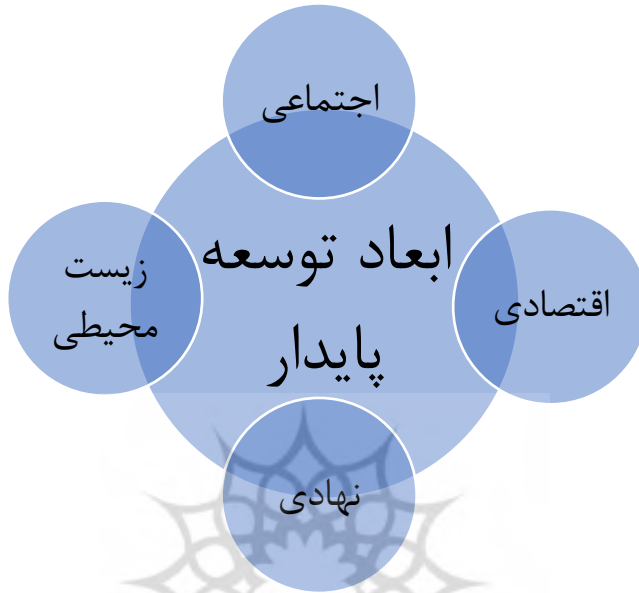 اجتماعی
ابعاد توسعه
پایدار
اقتصادی
زیست
محیطی
نهادی